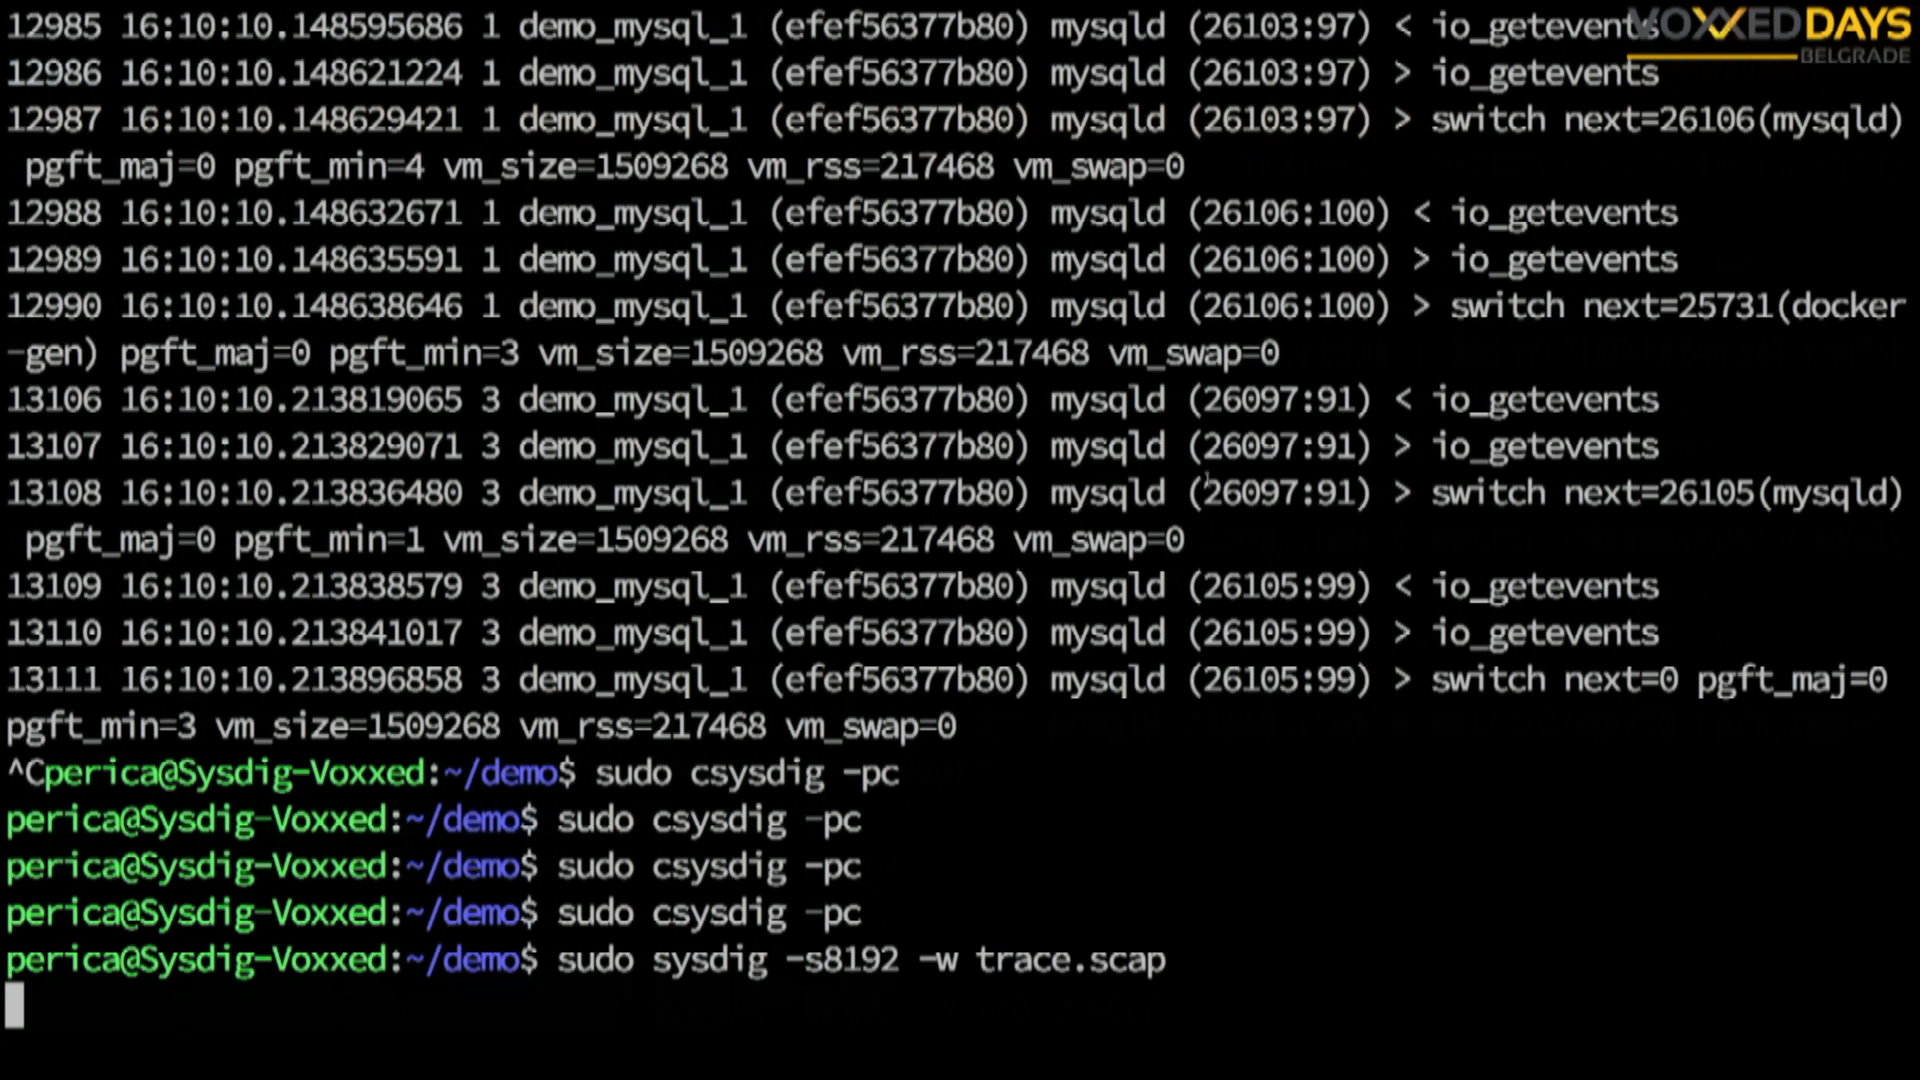 12985 16:10:10.148595686 1 demo_mysql_1 (efef56377b80) mysqld (26103:97) < io_getevents
VOXXED DAYS
BELGRADE
12986 16:10:10.148621224 1 demo_mysql_1 (efef56377b80) mysqld (26103:97) > io_getevents
12987 16:10:10.148629421 1 demo_mysql_1 (efef56377b80) mysqld (26103:97) > switch next=26106(mysqld)
pgft_maj=0 pgft_min=4 vm_size=1509268 vm_rss=217468 vm_swap=0
12988 16:10:10.148632671 1 demo_mysql_1 (efef56377b80) mysqld (26106:100) < io_getevents
12989 16:10:10.148635591 1 demo_mysql_1 (efef56377b80) mysqld (26106:100) > io_getevents
12990 16:10:10.148638646 1 demo_mysql_1 (efef56377b80) mysqld (26106:100) > switch next=25731(docker
-gen) pgft_maj=0 pgft_min=3 vm_size=1509268 vm_rss=217468 vm_swap=0
13106 16:10:10.213819065 3 demo_mysql_1 (efef56377b80) mysqld (26097:91) < io_getevents
13107 16:10:10.213829071 3 demo_mysql_1 (efef56377b80) mysqld (26097:91) > io_getevents
13108 16:10:10.213836480 3 demo_mysql_1 (efef56377b80) mysqld (26097:91) > switch next=26105(mysqld)
pgft_maj=0 pgft_min=1 vm_size=1509268 vm_rss=217468 vm_swap=0
13109 16:10:10.213838579 3 demo_mysql_1 (efef56377b80) mysqld (26105:99) < io_getevents
13110 16:10:10.213841017 3 demo_mysql_1 (efef56377b80) mysqld (26105:99) > io_getevents
13111 16:10:10.213896858 3 demo_mysql_1 (efef56377b80) mysqld (26105:99) > switch next=0 pgft_maj=0
pgft_min=3 vm_size=1509268 vm_rss=217468 vm_swap=0
^Cperica@Sysdig-Voxxed:~/demo$ sudo csysdig -pc
perica@Sysdig-Voxxed:~/demo$ sudo csysdig -pc
perica@Sysdig-Voxxed:~/demo$ sudo csysdig -pc
perica@Sysdig-Voxxed:~/demo$ sudo csysdig -pc
perica@Sysdig-Voxxed:~/demo$ sudo sysdig -s8192 -w trace.scap